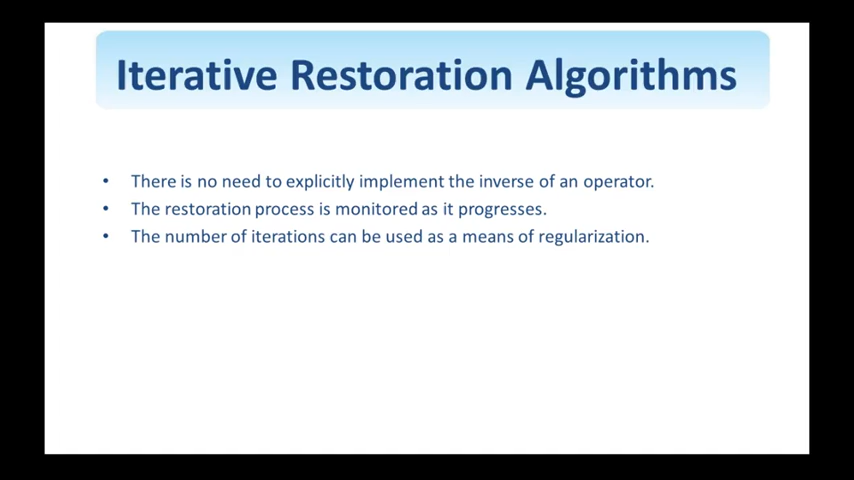 Iterative Restoration Algorithms
• There is no need to explicitly implement the inverse of an operator.
• The restoration process is monitored as it progresses.
• The number of iterations can be used as a means of regularization.